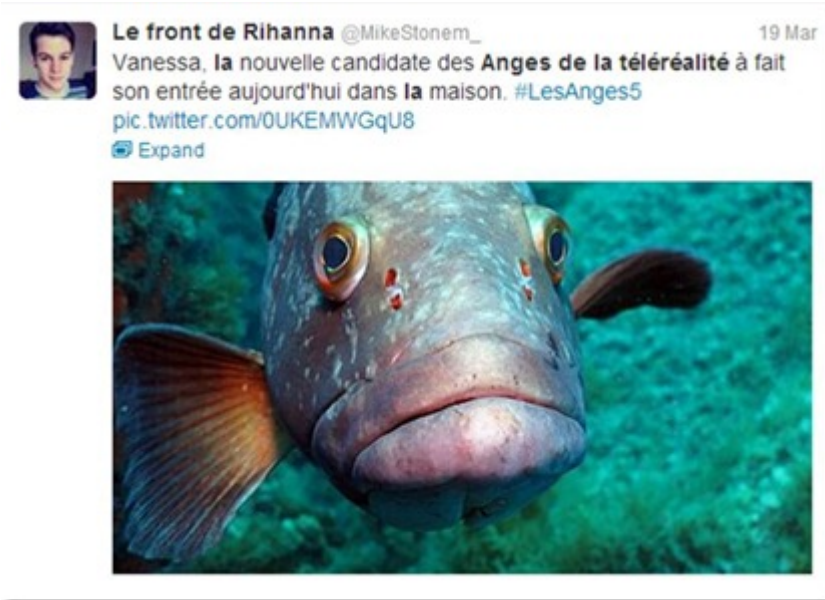 Le front de Rihanna @MikeStonem_ 19 Mar
Vanessa, la nouvelle candidate des Anges de la téléréalité à fait
son entrée aujourd'hui dans la maison. #LesAnges5
pic.twitter.com/0UKEMWGqU8
Expand